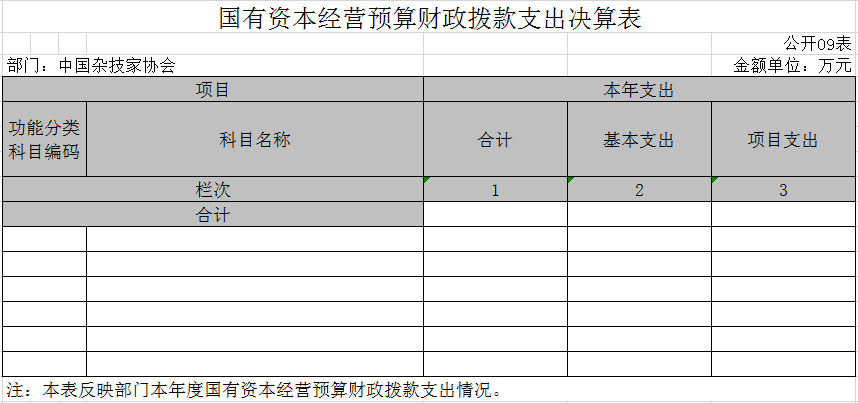 国有资本经营预算财政拨款支出决算表
公开09表
部门：中国杂技家协会 金额单位：万元
项目 本年支出
功能分类
科目编码 科目名称 合计 基本支出 项目支出
栏次 1 2 3
合计
注：本表反映部门本年度国有资本经营预算财政拨款支出情况。